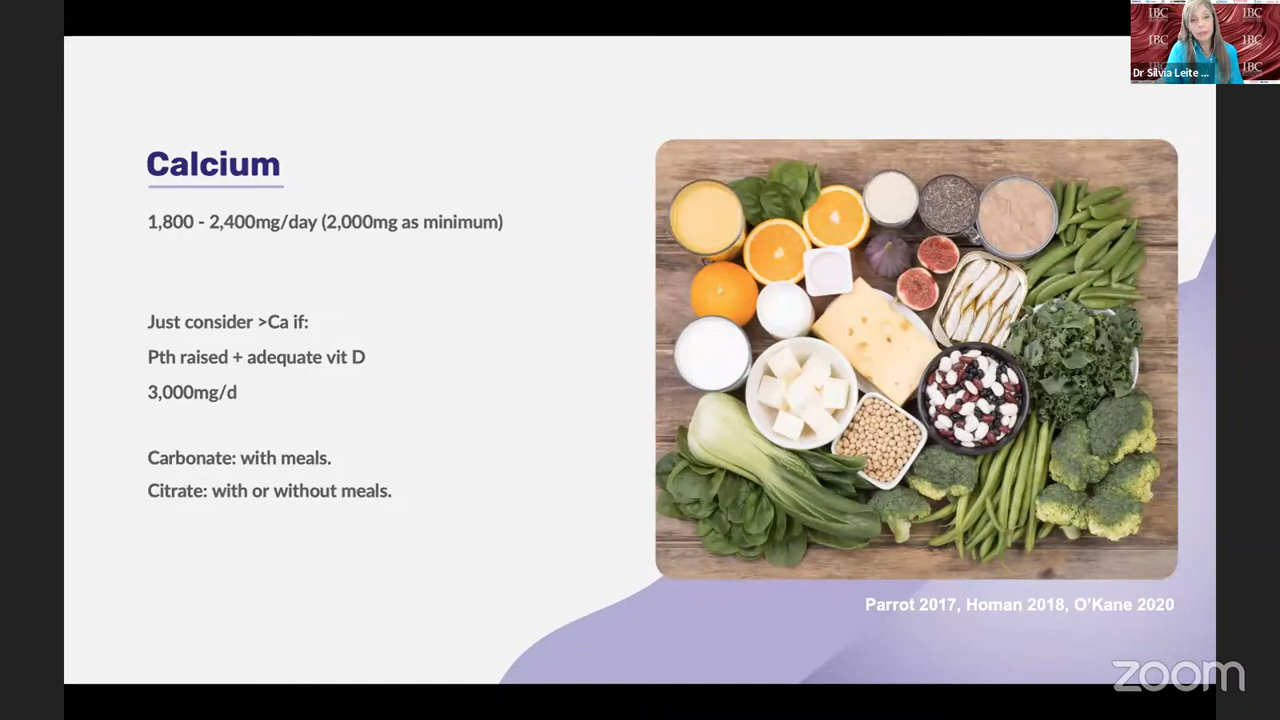 IBC
IBC
IBC
IBC
IBC
IBC
Dr Silvia Leite ...
Calcium
1,800 - 2,400mg/day (2,000mg as minimum)
Just consider >Ca if:
Pth raised + adequate vit D
3,000mg/d
Carbonate: with meals.
Citrate: with or without meals.
Parrot 2017, Homan 2018, O'Kane 2020
zoom